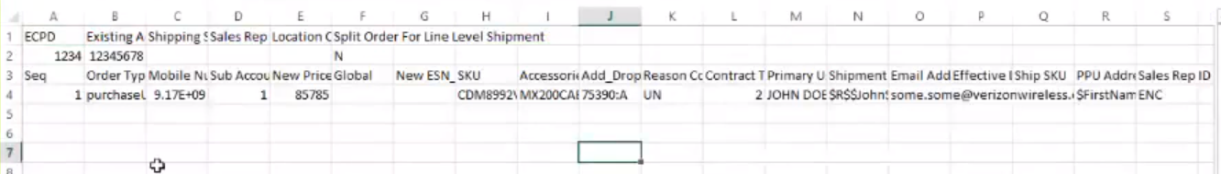 A B C D E F G H I J K L M N O P Q R S
1 ECPD Existing A Shipping S Sales Rep Location C Split Order For Line Level Shipment
2 1234 12345678 N
3 Seq Order Typ Mobile Nu Sub Accou New Price Global New ESN_ SKU Accessorie Add_Drop Reason Co Contract T Primary U Shipment Email Add Effective I Ship SKU PPU Addre Sales Rep ID
4 1 purchaseU 9.17E+09 1 85785 CDM8992V MX200CAE 75390:A UN 2 JOHN DOE $R$$John$ some.some@verizonwireless. $FirstNam ENC
5
6
7
8